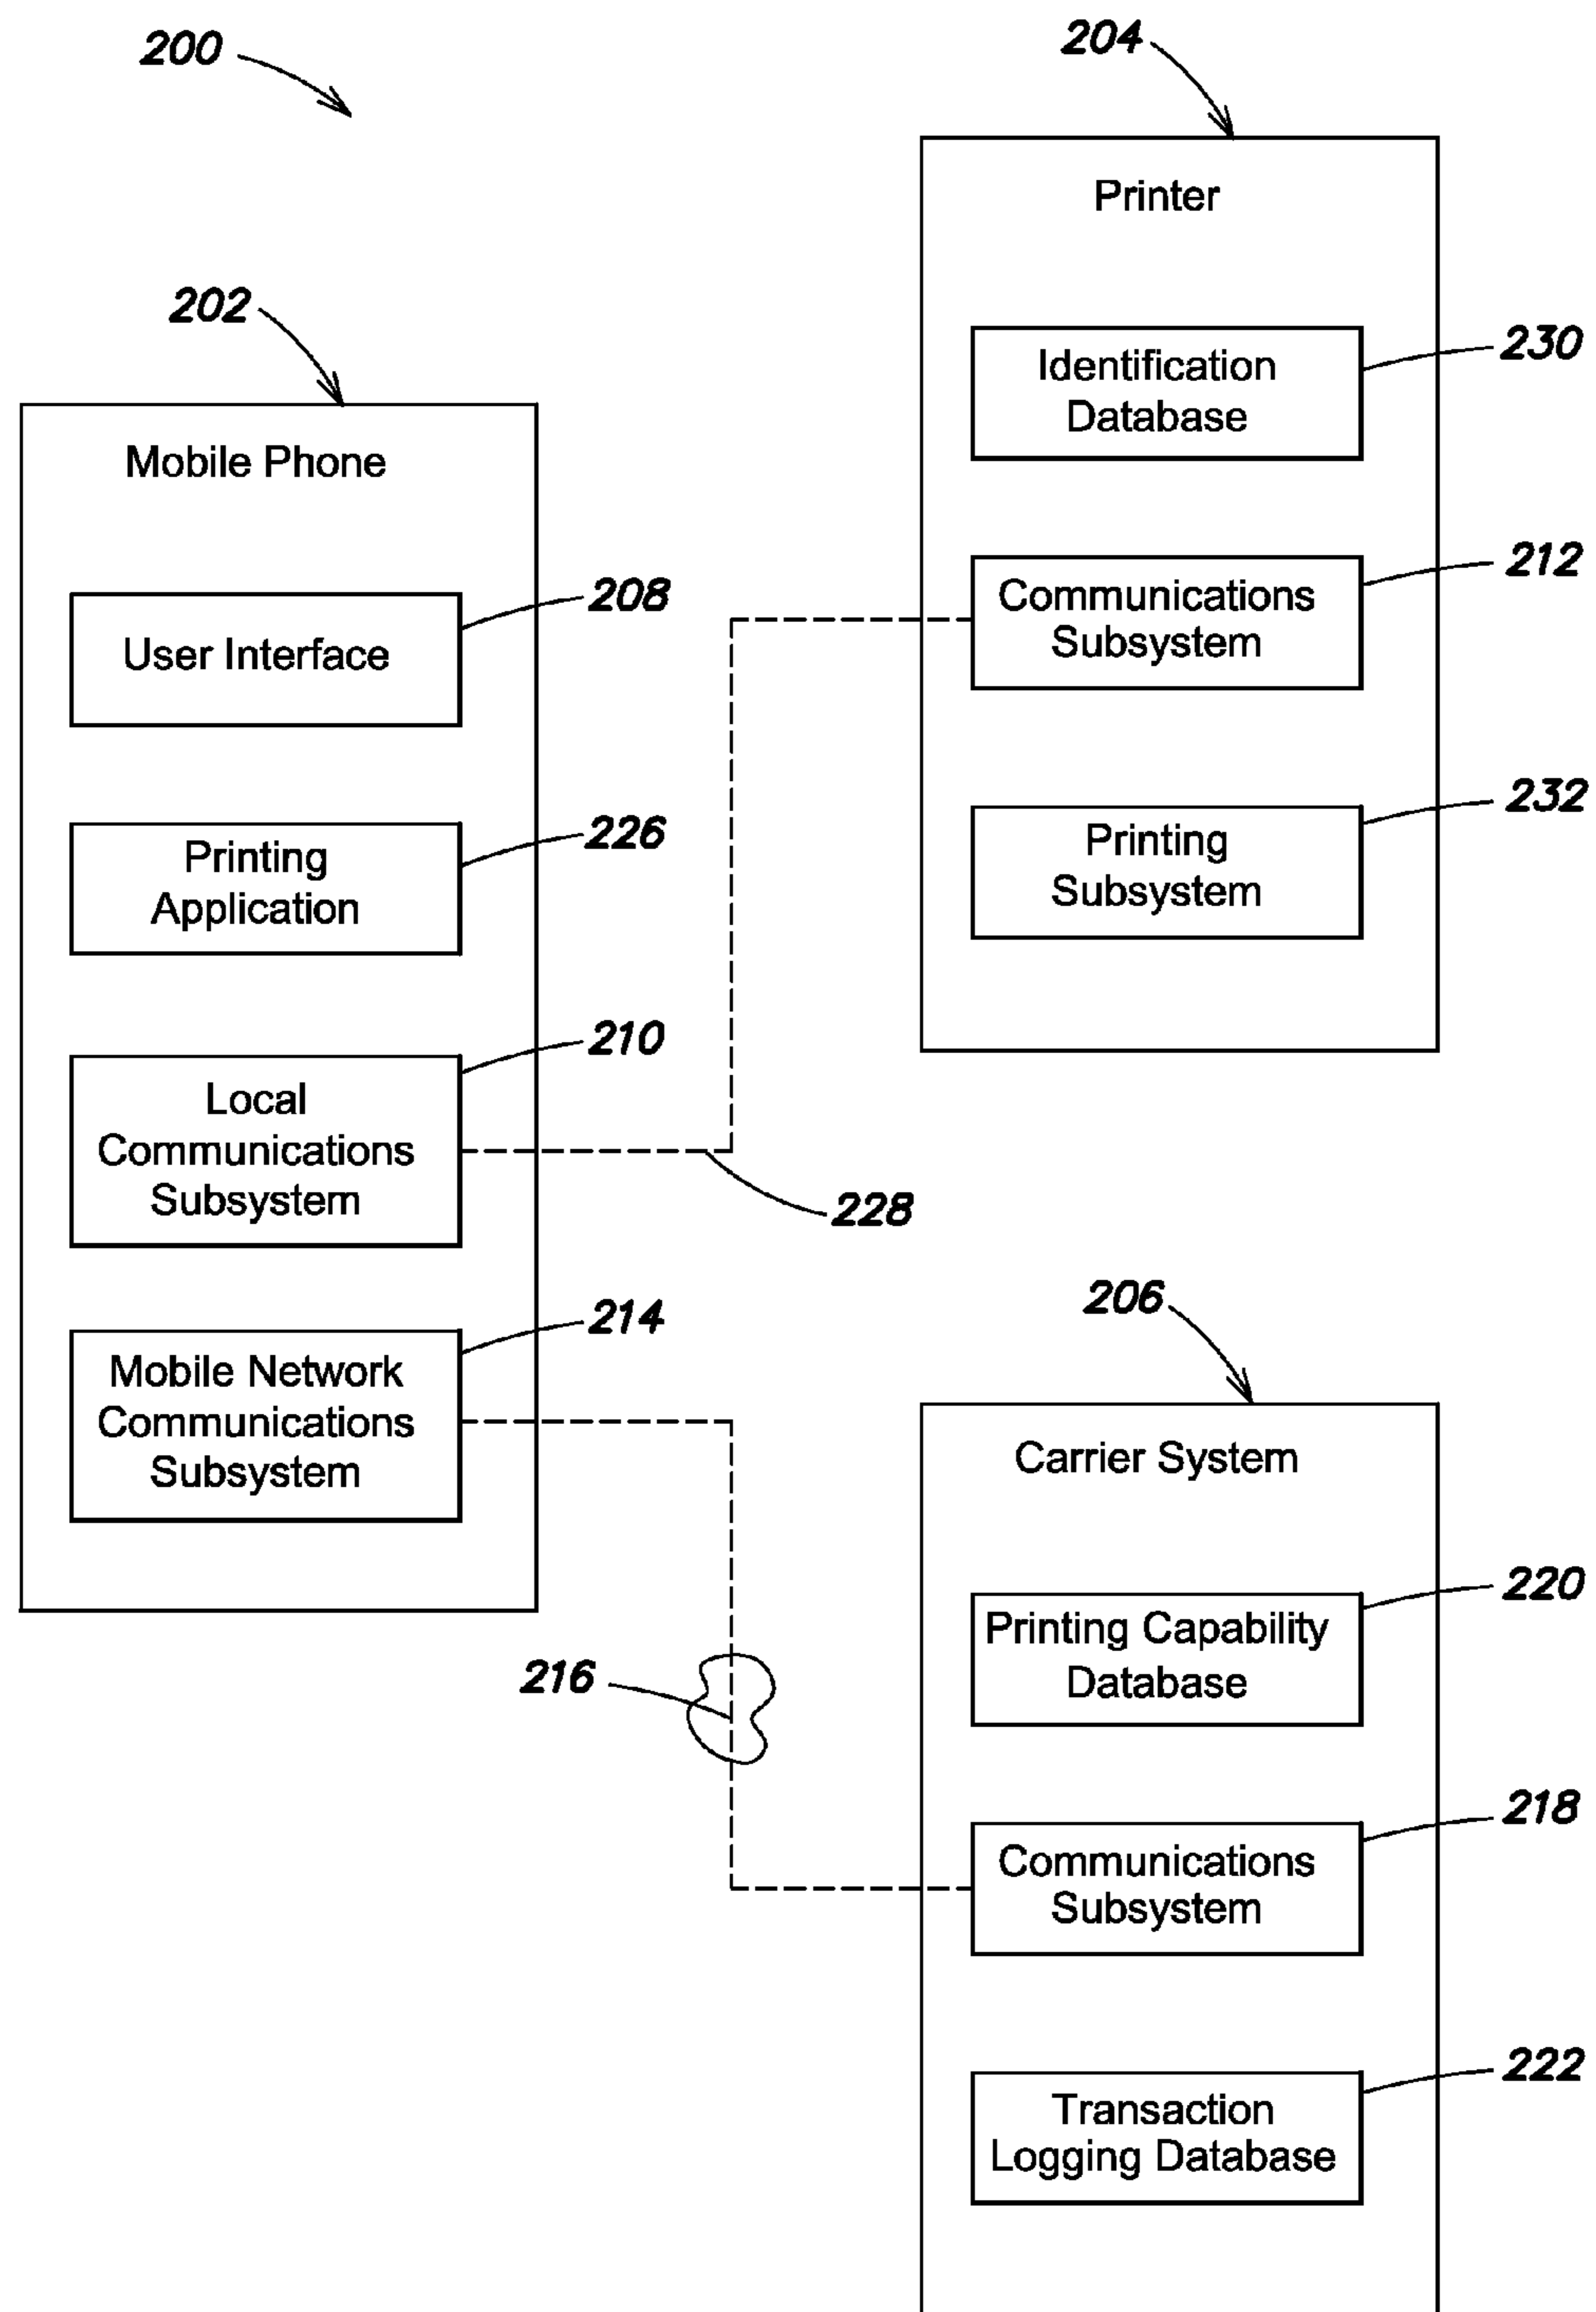 200
204
Printer
202
230
Identification
Database
Mobile Phone
212
Communications
Subsystem
208
User Interface
232
Printing
Subsystem
226
Printing
Application
210
Local
Communications
Subsystem
228
206
214
Mobile Network
Communications
Subsystem
Carrier System
220
Printing Capability
Database
216
218
Communications
Subsystem
222
Transaction
Logging Database